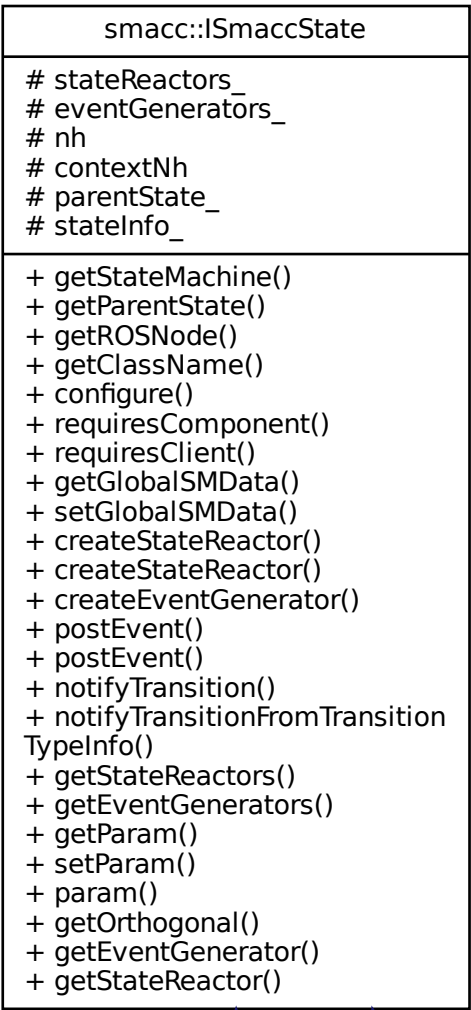 smacc::ISmaccState
# stateReactors_
# eventGenerators_
# nh
# contextNh
# parentState_
# stateInfo_
+ getStateMachine()
+ getParentState()
+ getROSNode()
+ getClassName()
+ configure()
+ requiresComponent()
+ requiresClient()
+ getGlobalSMData()
+ setGlobalSMData()
+ createStateReactor()
+ createStateReactor()
+ createEventGenerator()
+ postEvent()
+ postEvent()
+ notifyTransition()
+ notifyTransitionFromTransition
TypeInfo()
+ getStateReactors()
+ getEventGenerators()
+ getParam()
+ setParam()
+ param()
+ getOrthogonal()
+ getEventGenerator()
+ getStateReactor()